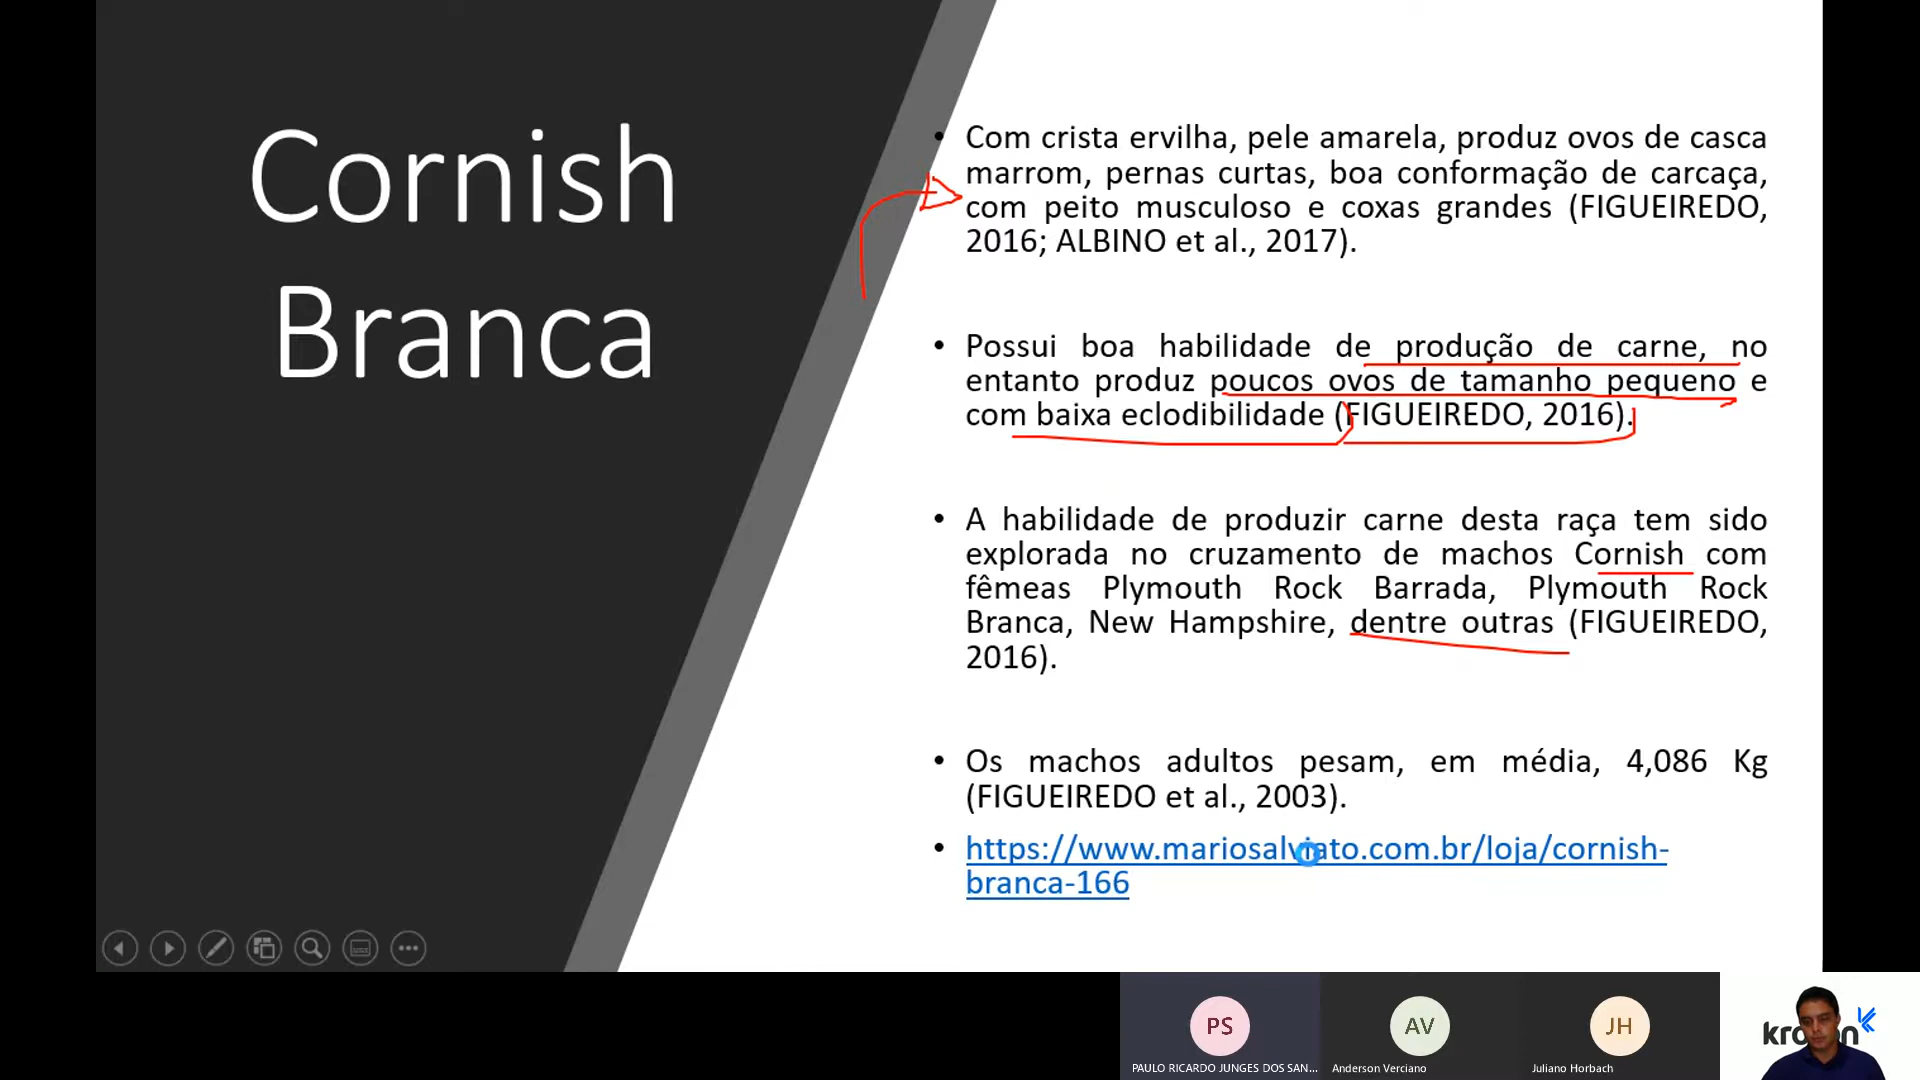 Cornish
Branca
• Com crista ervilha, pele amarela, produz ovos de casca
marrom, pernas curtas, boa conformação de carcaça,
com peito musculoso e coxas grandes (FIGUEIREDO,
2016; ALBINO et al., 2017).
• Possui boa habilidade de produção de carne, no
entanto produz poucos ovos de tamanho pequeno e
com baixa eclodibilidade (FIGUEIREDO, 2016).
• A habilidade de produzir carne desta raça tem sido
explorada no cruzamento de machos Cornish com
fêmeas Plymouth Rock Barrada, Plymouth Rock
Branca, New Hampshire, dentre outras (FIGUEIREDO,
2016).
• Os machos adultos pesam, em média, 4,086 Kg
(FIGUEIREDO et al., 2003).
• https://www.mariosalviato.com.br/loja/cornish-
branca-166
PS
AV
JH
PAULO RICARDO JUNGES DOS SAN...
Anderson Verciano
Juliano Horbach